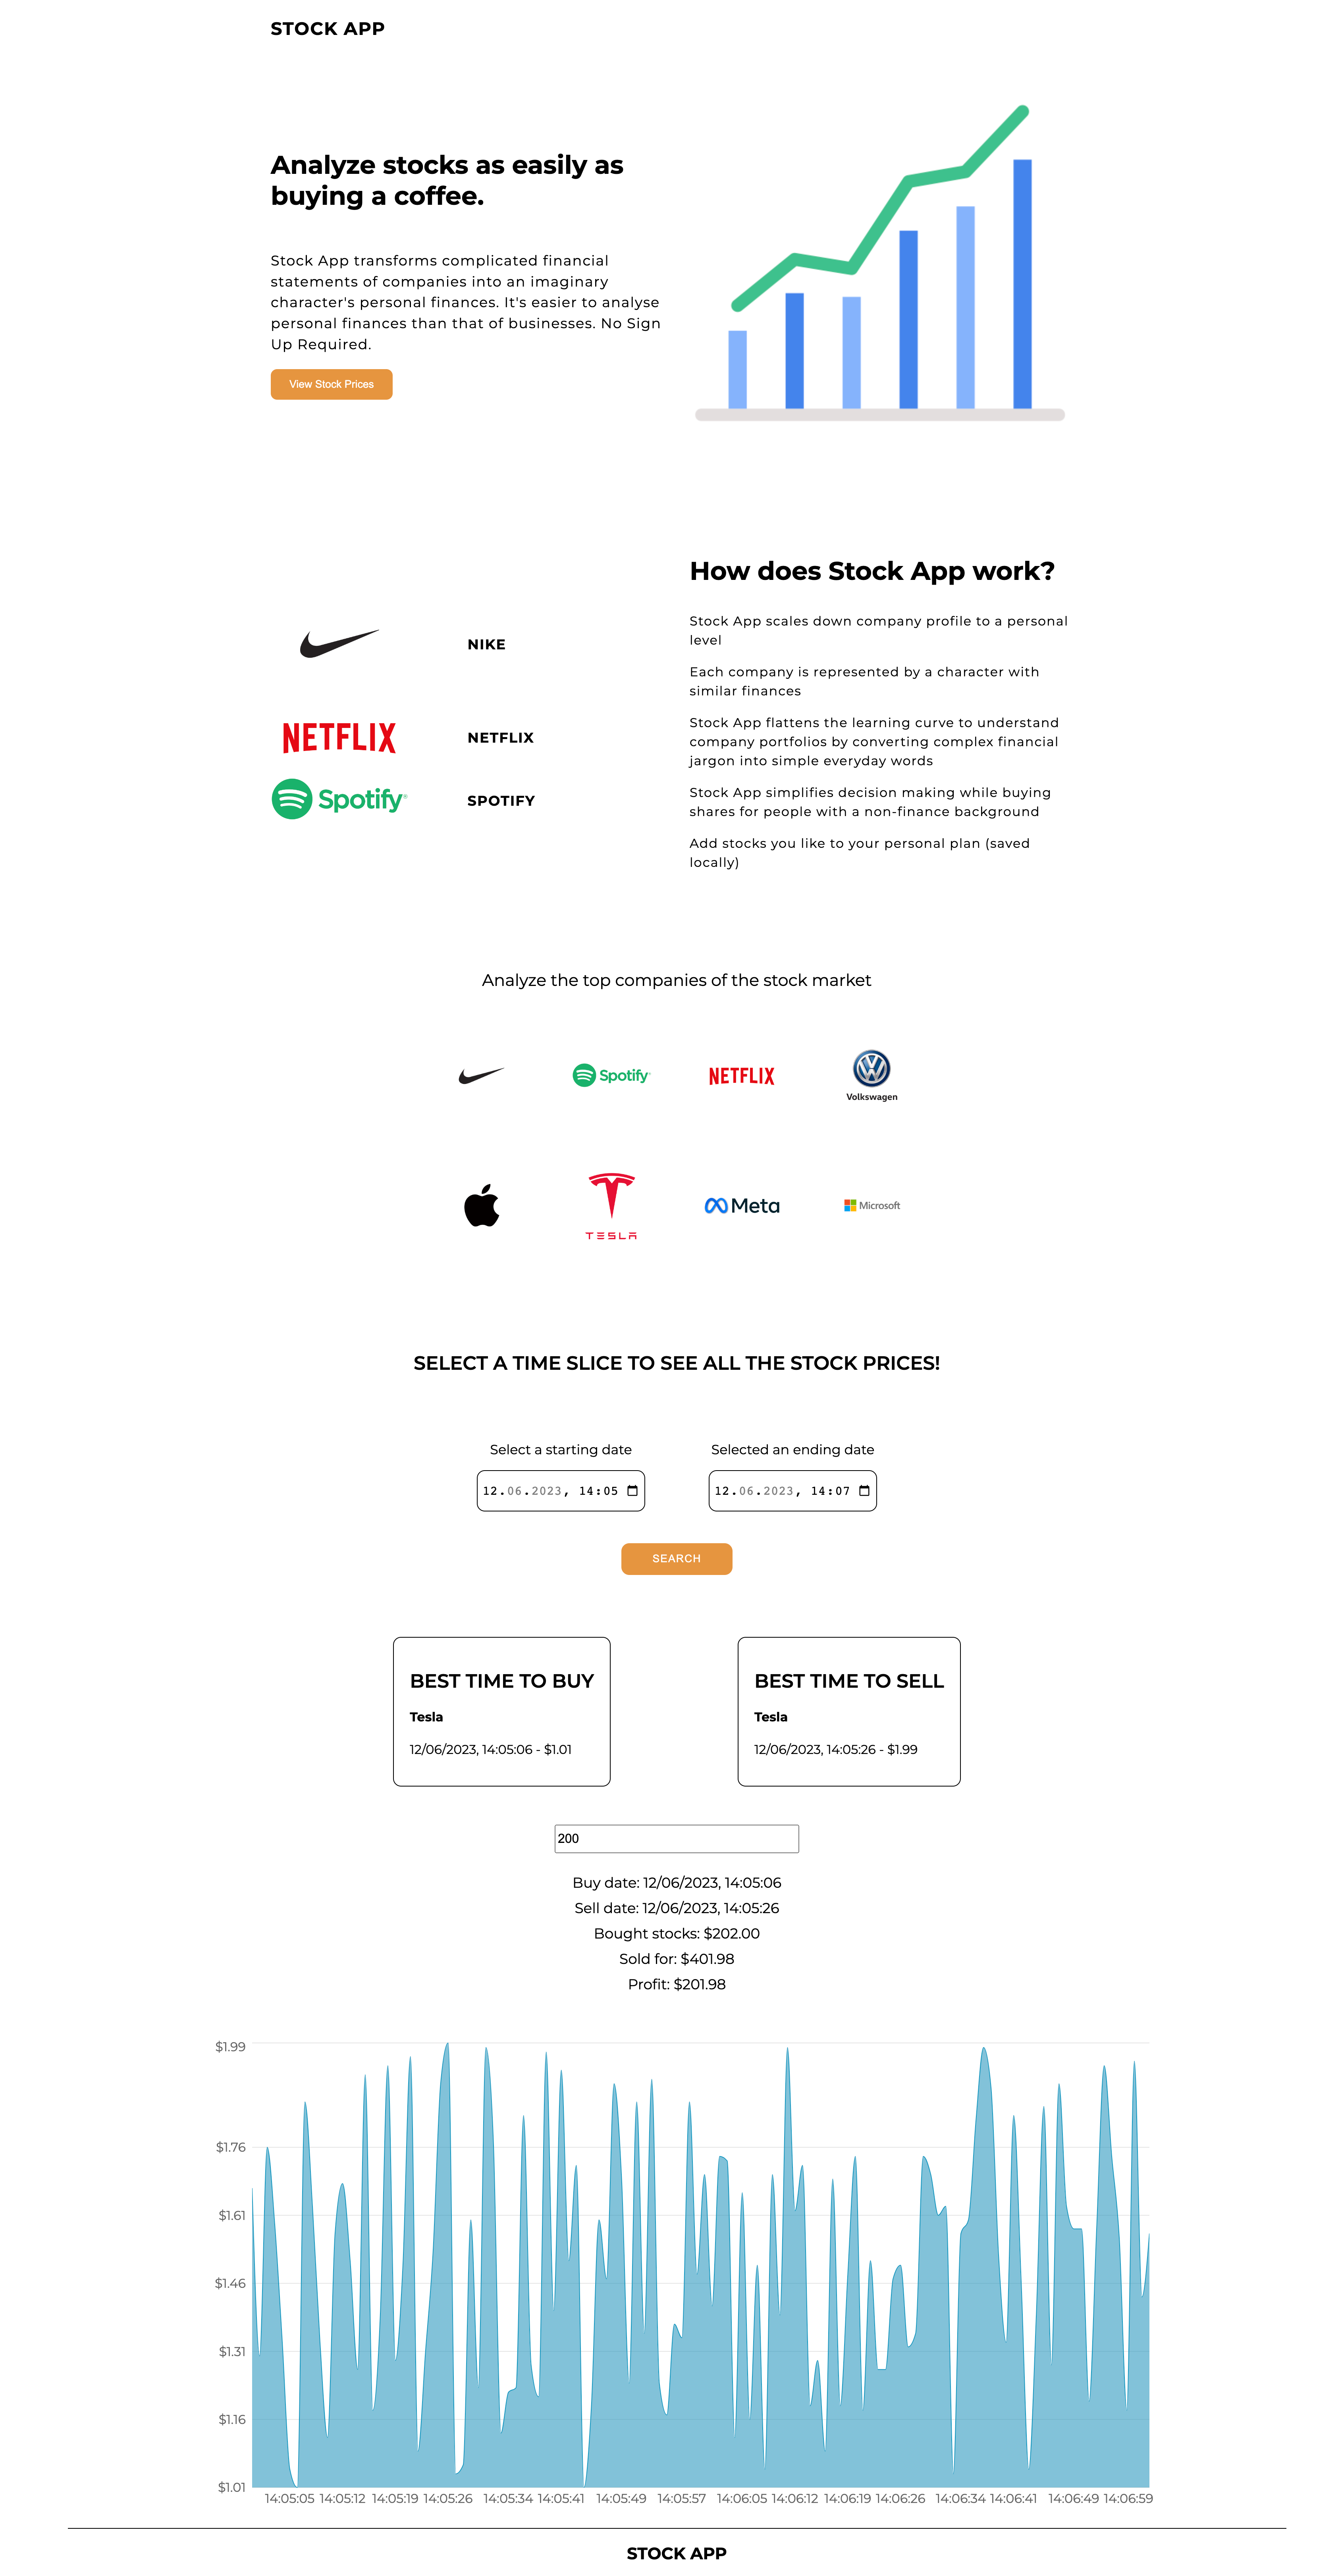 STOCK APP
Analyze stocks as easily as
buying a coffee.
Stock App transforms complicated financial
statements of companies into an imaginary
character's personal finances. It's easier to analyse
personal finances than that of businesses. No Sign
Up Required.
View Stock Prices
How does Stock App work?
Stock App scales down company profile to a personal
level
Each company is represented by a character with
similar finances
Stock App flattens the learning curve to understand
company portfolios by converting complex financial
jargon into simple everyday words
Stock App simplifies decision making while buying
shares for people with a non-finance background
Add stocks you like to your personal plan (saved
locally)
NIKE
NETFLIX
NETFLIX
Spotify
SPOTIFY
Analyze the top companies of the stock market
Spotify
NETFLIX
Volkswagen
TESLA
Meta
Microsoft
SELECT A TIME SLICE TO SEE ALL THE STOCK PRICES!
Select a starting date
Selected an ending date
12.06.2023, 14:05
12.06.2023, 14:07
SEARCH
BEST TIME TO BUY
Tesla
12/06/2023, 14:05:06 - $1.01
BEST TIME TO SELL
Tesla
12/06/2023, 14:05:26 - $1.99
200
Buy date: 12/06/2023, 14:05:06
Sell date: 12/06/2023, 14:05:26
Bought stocks: $202.00
Sold for: $401.98
Profit: $201.98
$1.99
$1.76
$1.61
$1.46
$1.31
$1.16
$1.01
14:05:05 14:05:12 14:05:19 14:05:26 14:05:34 14:05:41 14:05:49 14:05:57 14:06:05 14:06:12 14:06:19 14:06:26 14:06:34 14:06:41 14:06:49 14:06:59
STOCK APP